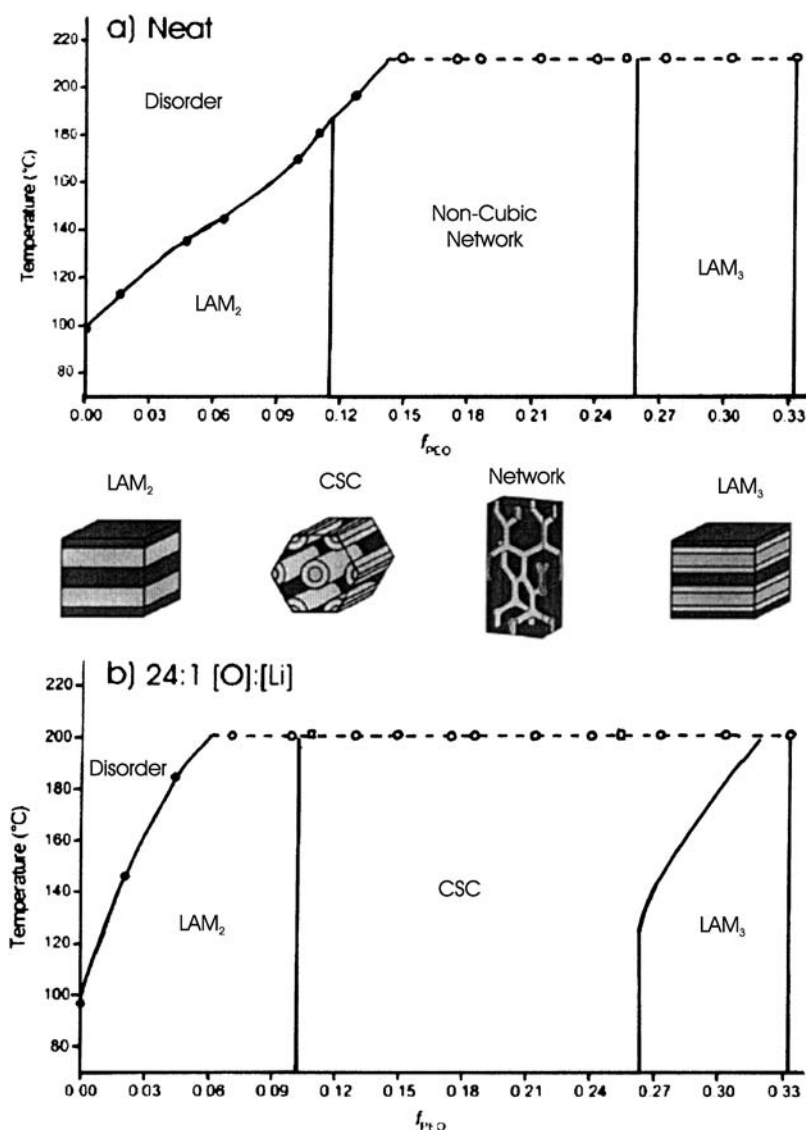 a) Neat
220
200
180
160
140
120
100
80
Temperature (°C)
Disorder
Non-Cubic
Network
LAM₂
LAM₃
0.00 0.03 0.06 0.09 0.12 0.15 0.18 0.21 0.24 0.27 0.30 0.33
fPEO
LAM₂ CSC Network LAM₃
b) 24:1 [O]:[Li]
220
200
180
160
140
120
100
80
Temperature (°C)
Disorder
LAM₂
CSC
LAM₃
0.00 0.03 0.06 0.09 0.12 0.15 0.18 0.21 0.24 0.27 0.30 0.33
fPEO